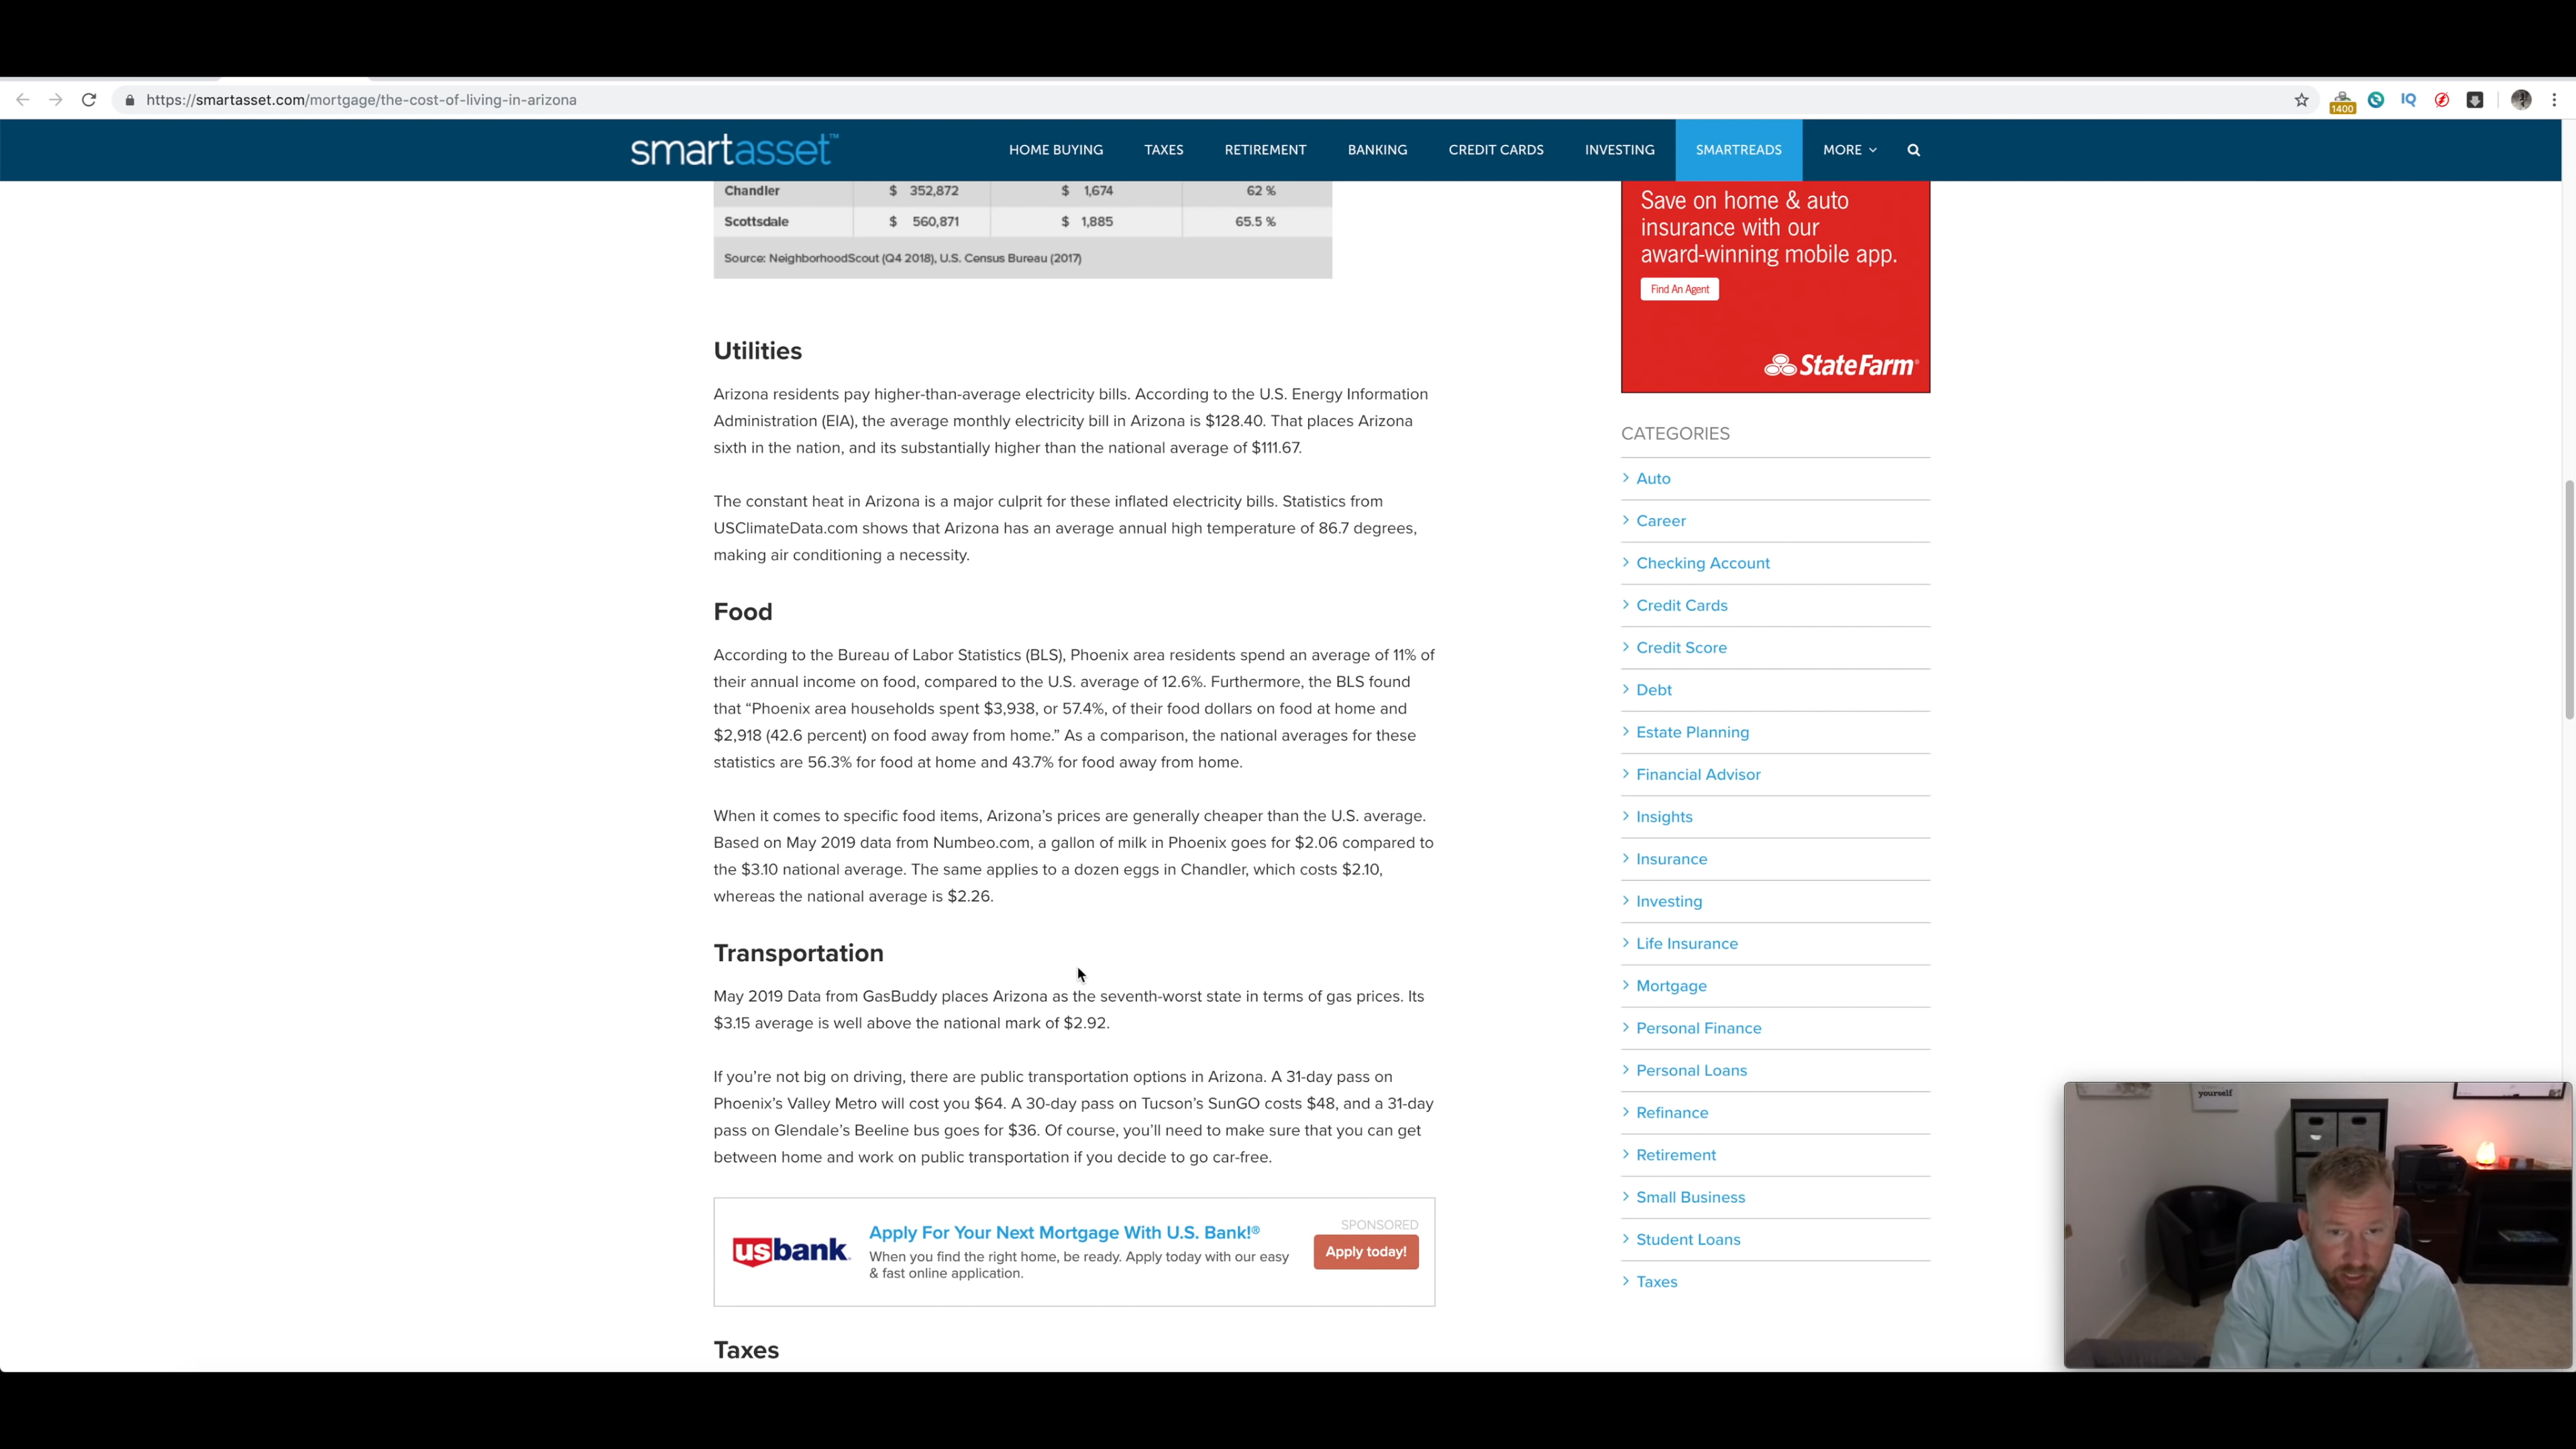 https://smartasset.com/mortgage/the-cost-of-living-in-arizona
1400
IQ
smartasset™
HOME BUYING TAXES RETIREMENT BANKING CREDIT CARDS INVESTING SMARTREADS MORE
Chandler $ 352,872 $ 1,674 62 %
Scottsdale $ 560,871 $ 1,885 65.5 %
Source: NeighborhoodScout (Q4 2018), U.S. Census Bureau (2017)
Utilities
Arizona residents pay higher-than-average electricity bills. According to the U.S. Energy Information
Administration (EIA), the average monthly electricity bill in Arizona is $128.40. That places Arizona
sixth in the nation, and its substantially higher than the national average of $111.67.
The constant heat in Arizona is a major culprit for these inflated electricity bills. Statistics from
USClimateData.com shows that Arizona has an average annual high temperature of 86.7 degrees,
making air conditioning a necessity.
Food
According to the Bureau of Labor Statistics (BLS), Phoenix area residents spend an average of 11% of
their annual income on food, compared to the U.S. average of 12.6%. Furthermore, the BLS found
that “Phoenix area households spent $3,938, or 57.4%, of their food dollars on food at home and
$2,918 (42.6 percent) on food away from home.” As a comparison, the national averages for these
statistics are 56.3% for food at home and 43.7% for food away from home.
When it comes to specific food items, Arizona’s prices are generally cheaper than the U.S. average.
Based on May 2019 data from Numbeo.com, a gallon of milk in Phoenix goes for $2.06 compared to
the $3.10 national average. The same applies to a dozen eggs in Chandler, which costs $2.10,
whereas the national average is $2.26.
Transportation
May 2019 Data from GasBuddy places Arizona as the seventh-worst state in terms of gas prices. Its
$3.15 average is well above the national mark of $2.92.
If you’re not big on driving, there are public transportation options in Arizona. A 31-day pass on
Phoenix’s Valley Metro will cost you $64. A 30-day pass on Tucson’s SunGO costs $48, and a 31-day
pass on Glendale’s Beeline bus goes for $36. Of course, you’ll need to make sure that you can get
between home and work on public transportation if you decide to go car-free.
usbank
Apply For Your Next Mortgage With U.S. Bank!®
When you find the right home, be ready. Apply today with our easy
& fast online application.
SPONSORED
Apply today!
Taxes
Save on home & auto
insurance with our
award-winning mobile app.
Find An Agent
StateFarm®
CATEGORIES
Auto
Career
Checking Account
Credit Cards
Credit Score
Debt
Estate Planning
Financial Advisor
Insights
Insurance
Investing
Life Insurance
Mortgage
Personal Finance
Personal Loans
Refinance
Retirement
Small Business
Student Loans
Taxes
yourself